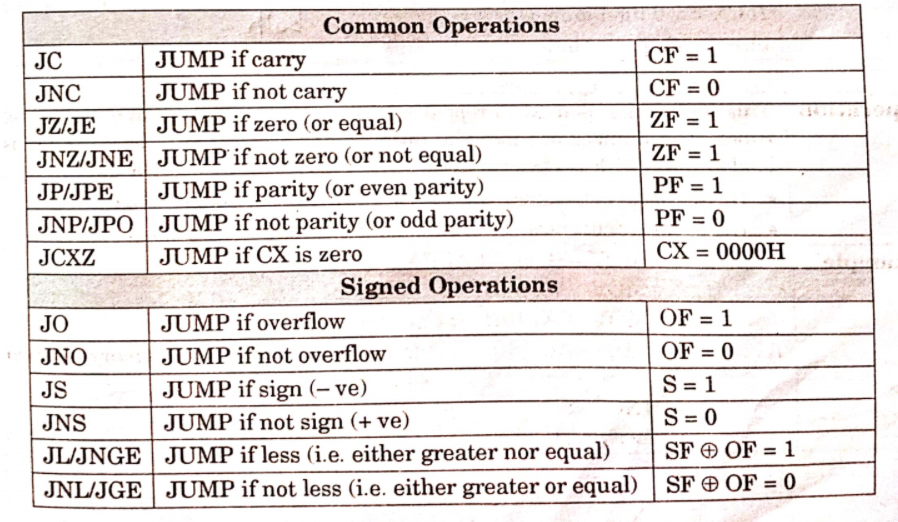 Common Operations
JC JUMP if carry CF = 1
JNC JUMP if not carry CF = 0
JZ/JE JUMP if zero (or equal) ZF = 1
JNZ/JNE JUMP if not zero (or not equal) ZF = 1
JP/JPE JUMP if parity (or even parity) PF = 1
JNP/JPO JUMP if not parity (or odd parity) PF = 0
JCXZ JUMP if CX is zero CX = 0000H
Signed Operations
JO JUMP if overflow OF = 1
JNO JUMP if not overflow OF = 0
JS JUMP if sign (– ve) S = 1
JNS JUMP if not sign (+ ve) S = 0
JL/JNGE JUMP if less (i.e. either greater nor equal) SF ⊕ OF = 1
JNL/JGE JUMP if not less (i.e. either greater or equal) SF ⊕ OF = 0